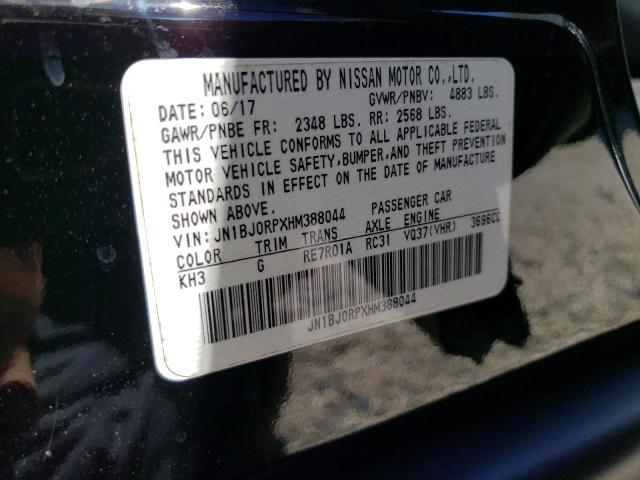 MANUFACTURED BY NISSAN MOTOR CO.,LTD.
DATE: 06/17 GVWR/PNBV: 4883 LBS.
GAWR/PNBE FR: 2348 LBS. RR: 2568 LBS.
THIS VEHICLE CONFORMS TO ALL APPLICABLE FEDERAL
MOTOR VEHICLE SAFETY,BUMPER,AND THEFT PREVENTION
STANDARDS IN EFFECT ON THE DATE OF MANUFACTURE
SHOWN ABOVE.
VIN: JN1BJ0RPXHM388044 PASSENGER CAR
COLOR TRIM TRANS AXLE ENGINE
KH3 G RE7R01A RC31 VQ37(VHR) 3696CC
JN1BJ0RPXHM388044